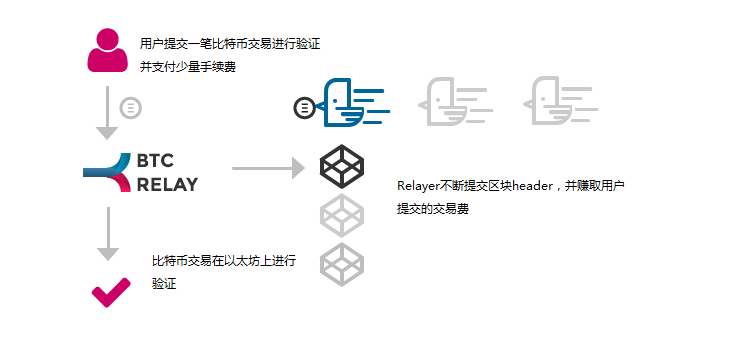 用户提交一笔比特币交易进行验证
并支付少量手续费
BTC
RELAY
Relayer不断提交区块header，并赚取用户
提交的交易费
比特币交易在以太坊上进行
验证